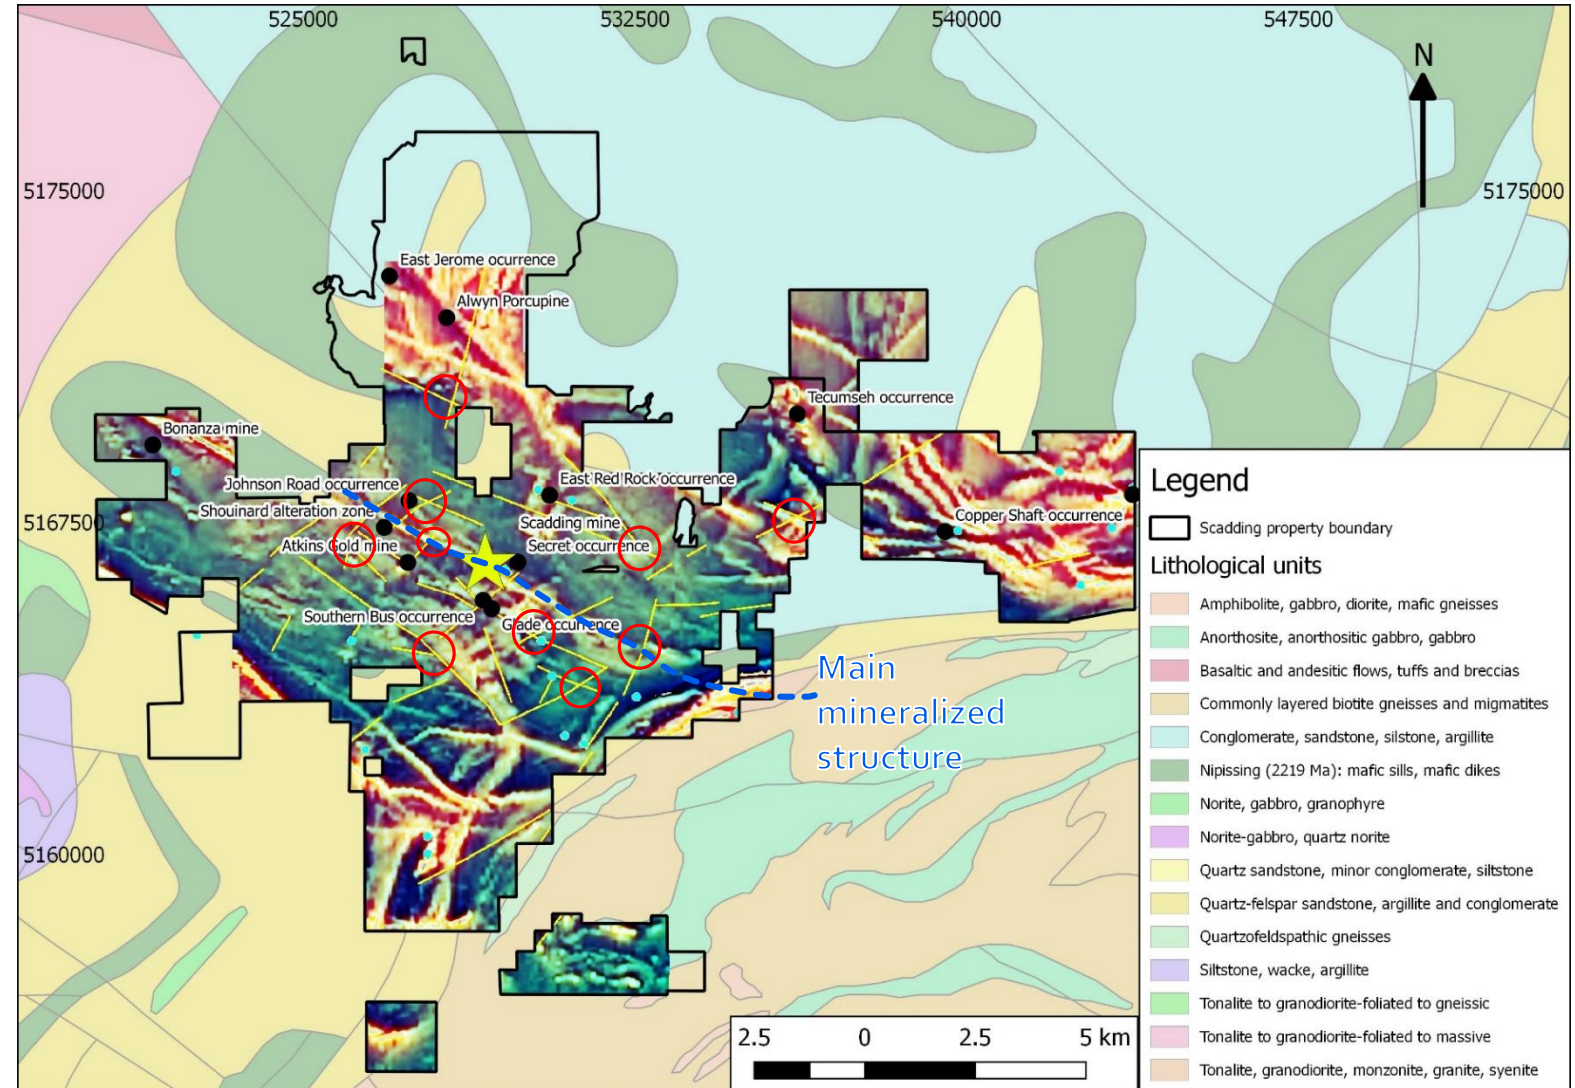 525000
532500
540000
547500
N
5175000
5175000
East Jerome ocurrence
Alwyn Porcupine
Tecumseh occurrence
Bonanza mine
Johnson Road occurrence
East Red Rock occurrence
Shouinard alteration zone
5167500
Scadding mine
Copper Shaft occurrence
Atkins Gold mine
Secret occurrence
Southern Bus occurrence
Glade occurrence
Main
mineralized
structure
5160000
2.5
0
2.5
5 km
Legend
Scadding property boundary
Lithological units
Amphibolite, gabbro, diorite, mafic gneisses
Anorthosite, anorthositic gabbro, gabbro
Basaltic and andesitic flows, tuffs and breccias
Commonly layered biotite gneisses and migmatites
Conglomerate, sandstone, silstone, argillite
Nipissing (2219 Ma): mafic sills, mafic dikes
Norite, gabbro, granophyre
Norite-gabbro, quartz norite
Quartz sandstone, minor conglomerate, siltstone
Quartz-felspar sandstone, argillite and conglomerate
Quartzofeldspathic gneisses
Siltstone, wacke, argillite
Tonalite to granodiorite-foliated to gneissic
Tonalite to granodiorite-foliated to massive
Tonalite, granodiorite, monzonite, granite, syenite